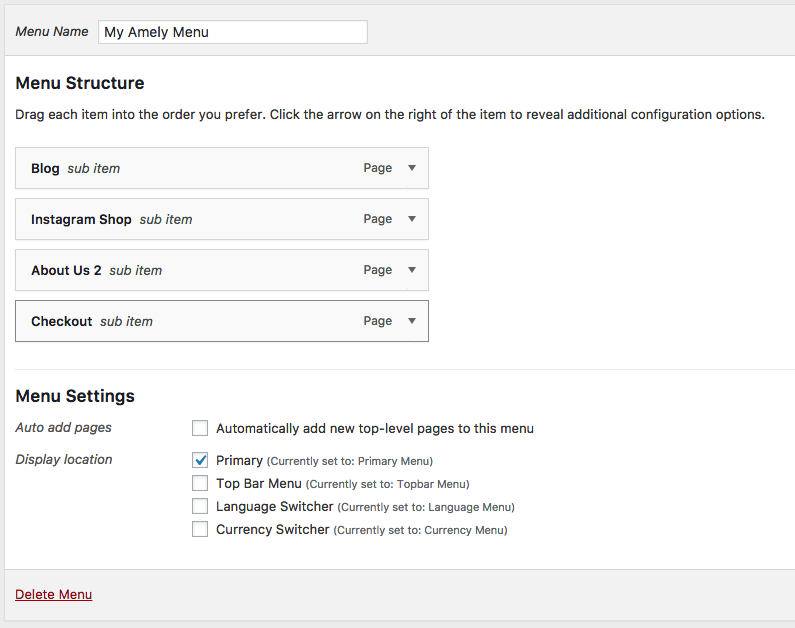 Menu Name My Amely Menu
Menu Structure
Drag each item into the order you prefer. Click the arrow on the right of the item to reveal additional configuration options.
Blog sub item Page
Instagram Shop sub item Page
About Us 2 sub item Page
Checkout sub item Page
Menu Settings
Auto add pages Automatically add new top-level pages to this menu
Display location Primary (Currently set to: Primary Menu)
Top Bar Menu (Currently set to: Topbar Menu)
Language Switcher (Currently set to: Language Menu)
Currency Switcher (Currently set to: Currency Menu)
Delete Menu